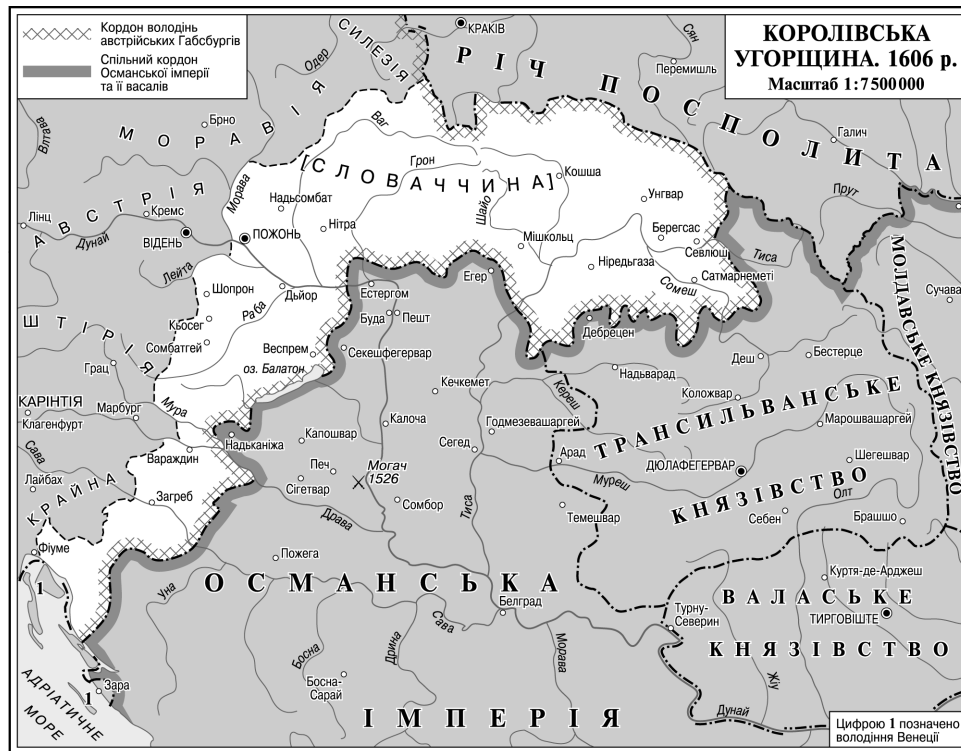 Кордон володінь
австрійських Габсбургів
Спільний кордон
Османської імперії
та її васалів
КОРОЛІВСЬКА
УГОРЩИНА. 1606 р.
Масштаб 1:7500000
КРАКІВ
СИЛЕЗІЯ
Одер
Сян
Перемишль
РІЧ ПОСПОЛИТА
Влтава
Брно
МОРАВІЯ
Ваг
Галич
Грон
[СЛОВАЧЧИНА]
Кошша
Прут
АВСТРІЯ
Морава
Надьсомбат
Унгвар
Лінц
Кремс
Дунай
ВІДЕНЬ
ПОЖОНЬ
Нітра
Шайо
Мішкольц
Берегсас
Севлюш
Тиса
МОЛДАВСЬКЕ КНЯЗІВСТВО
Лейта
Шопрон
Дьйор
Естергом
Егер
Ніредьгаза
Сомеш
Сатмарнеметі
Сучава
Раба
Буда
Пешт
Дебрецен
ШТІРІЯ
Кьосег
Сомбатгей
Веспрем
Секешфегервар
оз. Балатон
Деш
Бестерце
Грац
Кечкемет
Кереш
Надьварад
Коложвар
КАРІНТІЯ
Клагенфурт
Марбург
Мура
Калоча
Годмезевашаргей
ТРАНСИЛЬВАНСЬКЕ
Марошвашаргей
Надьканіжа
Капошвар
Сава
Вараждин
Сегед
Арад
Шегешвар
Лайбах
Печ
Могач
1526
Муреш
ДЮЛАФЕГЕРВАР
КРАЙНА
Загреб
Сігетвар
Сомбор
Тиса
Темешвар
КНЯЗІВСТВО
Олт
Себен
Брашшо
Драва
Фіуме
1
Уна
Пожега
ОСМАНСЬКА
Куртя-де-Арджеш
ВАЛАСЬКЕ
Белград
Сава
Турну-
Северин
ТИРГОВІШТЕ
КНЯЗІВСТВО
Босна
Дрина
Морава
Босна-
Сарай
Жіу
Зара
1
АДРІАТИЧНЕ
МОРЕ
ІМПЕРІЯ
Дунай
Цифрою 1 позначено
володіння Венеції